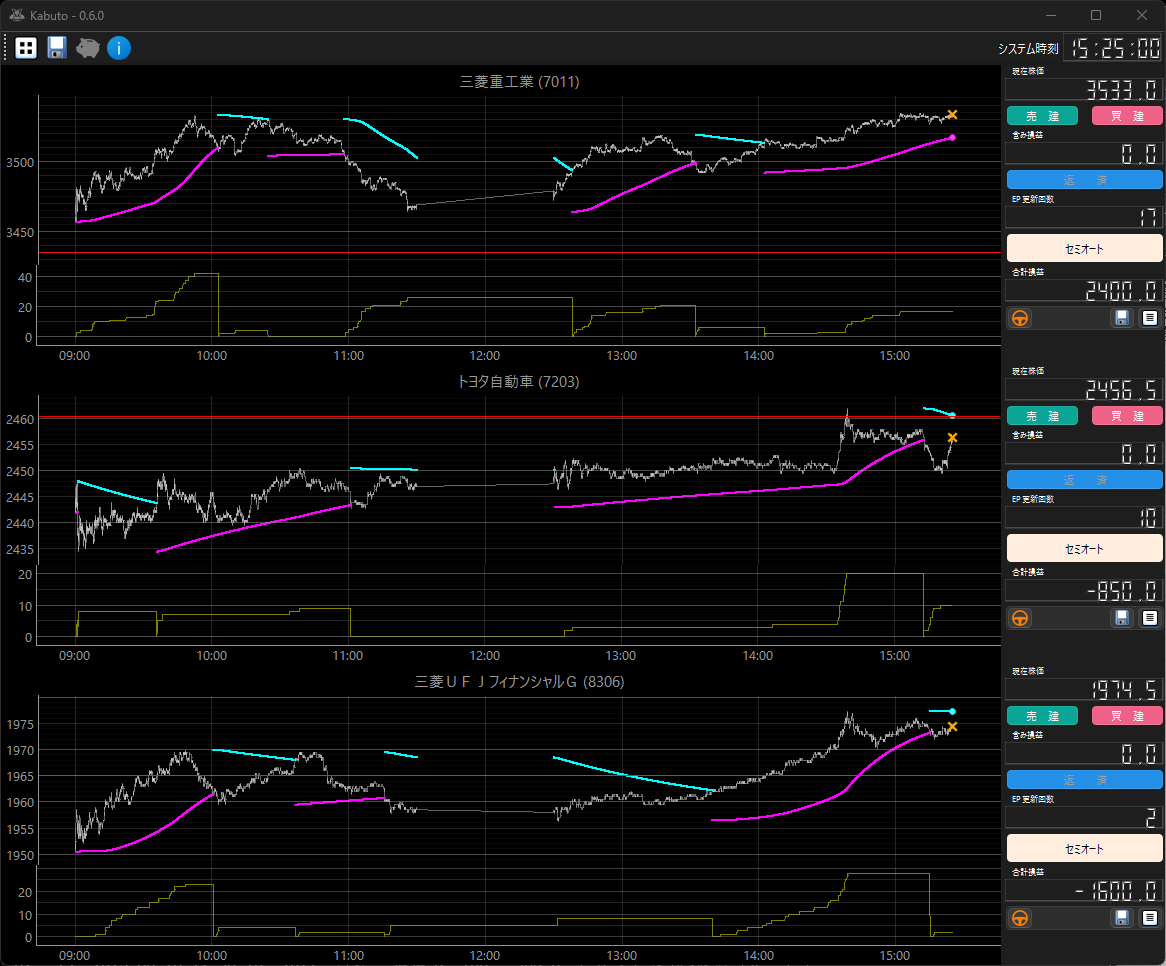 Kabuto - 0.6.0
システム時刻 15:25:00
三菱重工業 (7011)
3500
3450
40
20
0
09:00 10:00 11:00 12:00 13:00 14:00 15:00
現在株価
3533.0
売 建 買 建
含み損益
0.0
返 済
EP 更新回数
17
セミオート
合計損益
2400.0
トヨタ自動車 (7203)
2460
2455
2450
2445
2440
2435
20
10
0
09:00 10:00 11:00 12:00 13:00 14:00 15:00
現在株価
2456.5
売 建 買 建
含み損益
0.0
返 済
EP 更新回数
10
セミオート
合計損益
-850.0
三菱ＵＦＪフィナンシャルＧ (8306)
1975
1970
1965
1960
1955
1950
20
10
0
09:00 10:00 11:00 12:00 13:00 14:00 15:00
現在株価
1974.5
売 建 買 建
含み損益
0.0
返 済
EP 更新回数
2
セミオート
合計損益
-1600.0